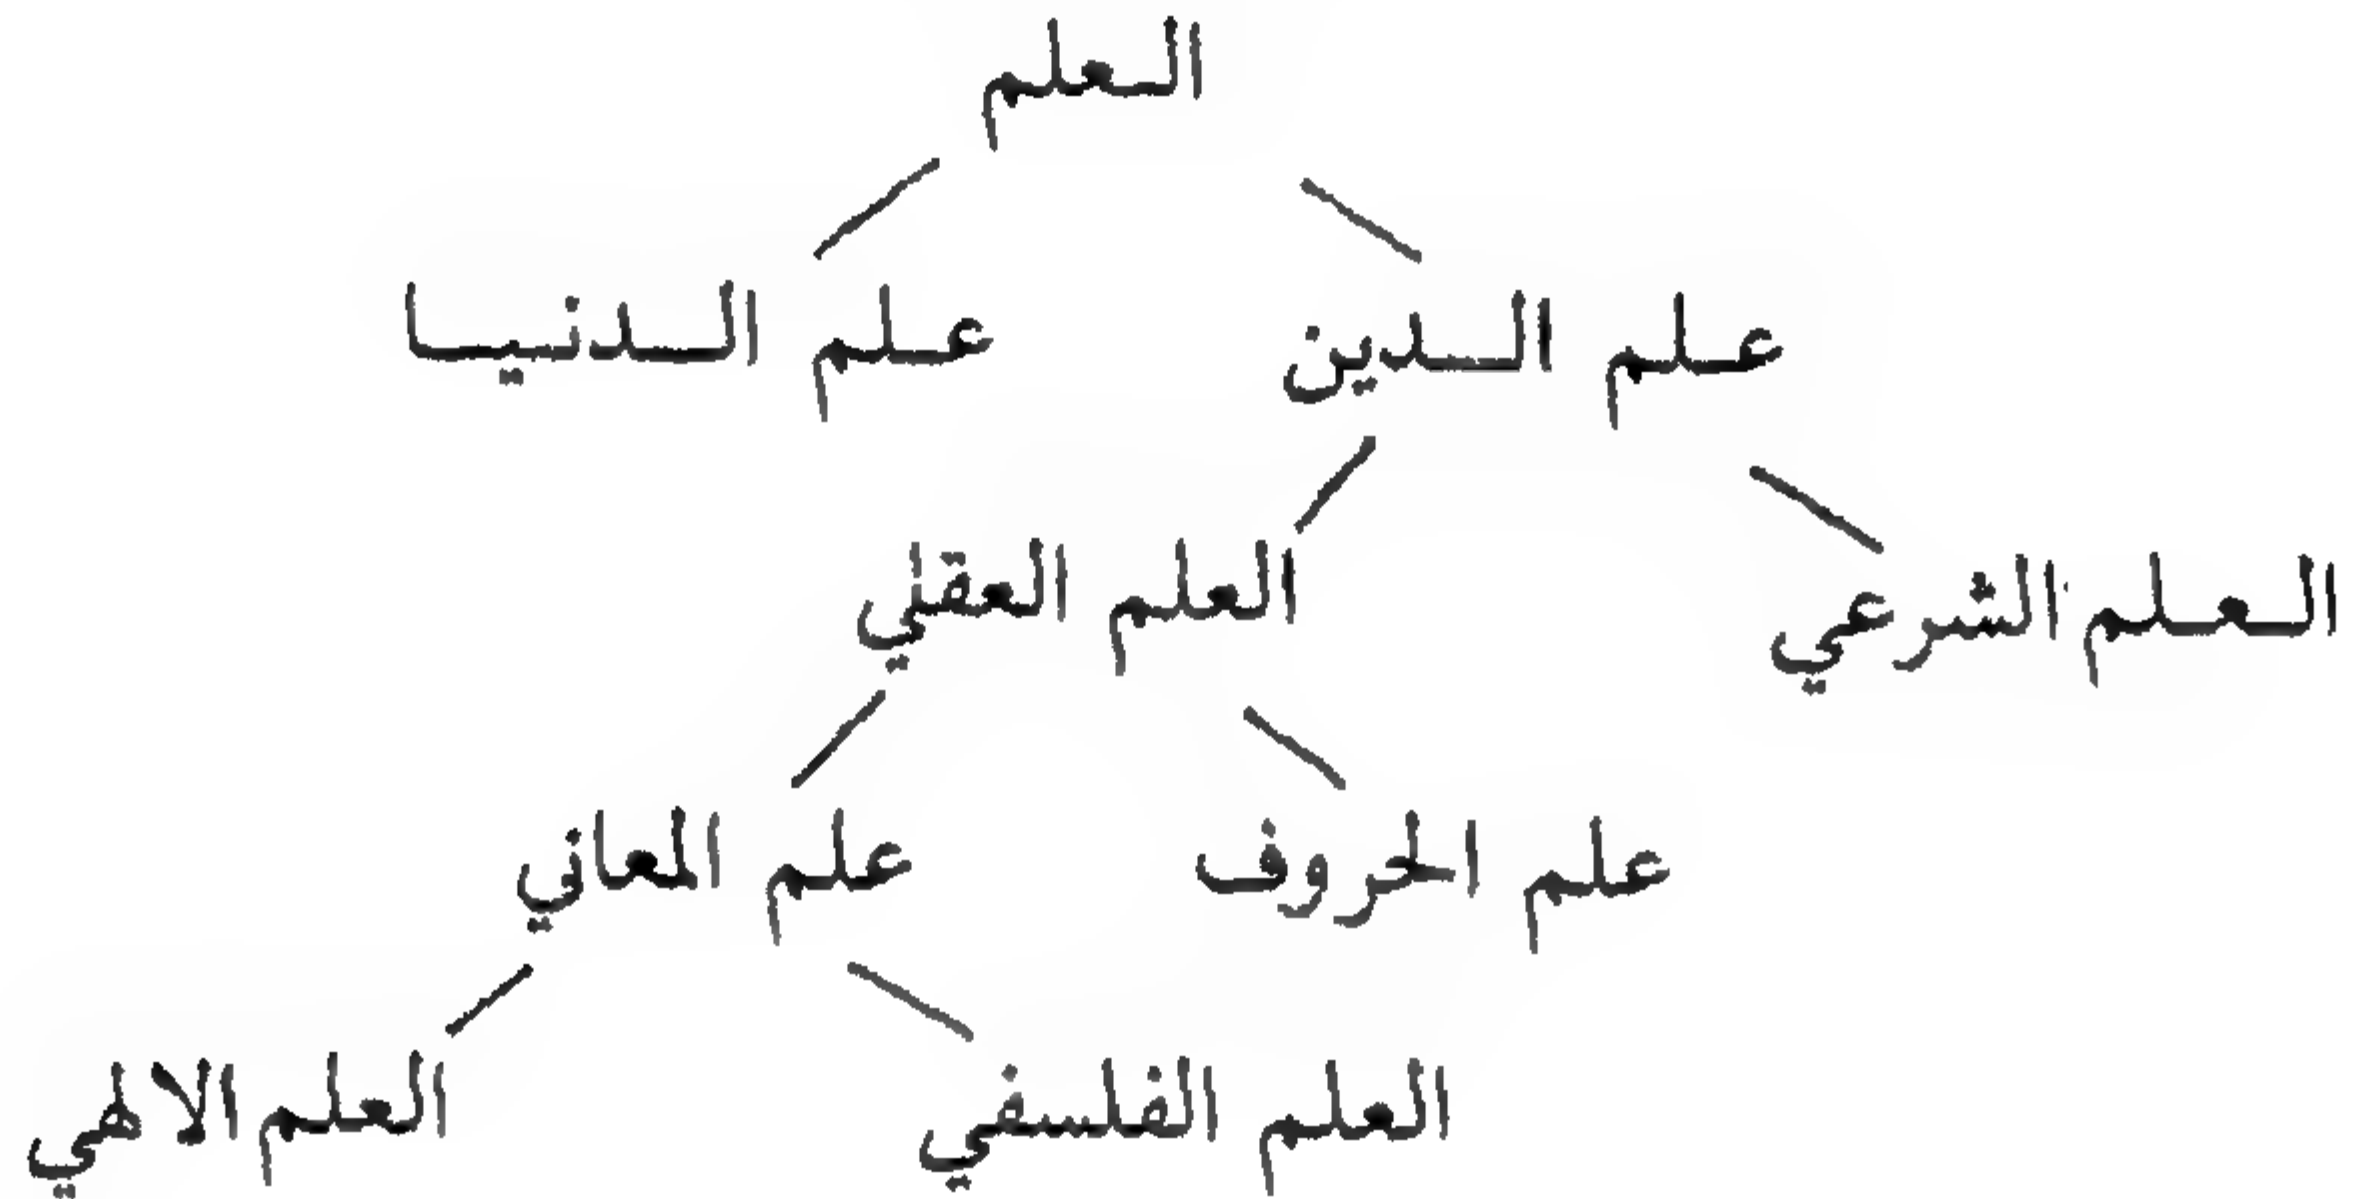 العلم
علم الدين
علم الدنيا
العلم الشرعي
العلم العقلي
علم الحروف
علم المعاني
العلم الفلسفي
العلم الالهي